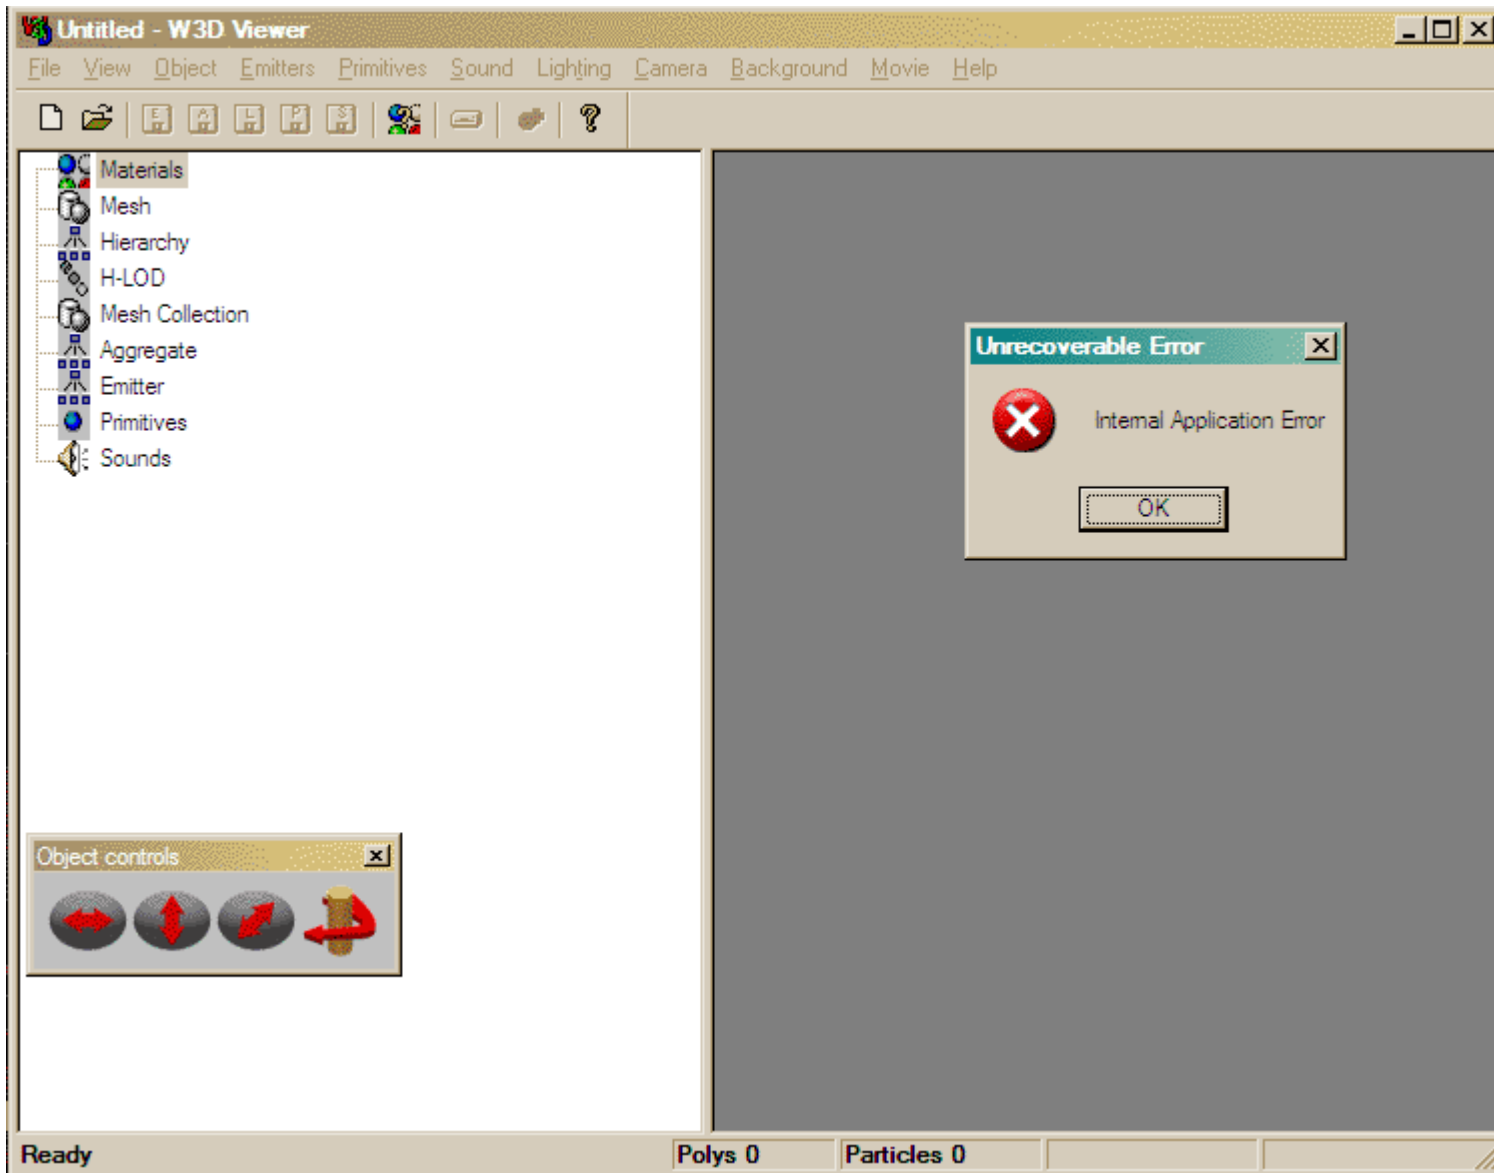 Untitled - W3D Viewer
File View Object Emitters Primitives Sound Lighting Camera Background Movie Help
E A L P S
Materials
Mesh
Hierarchy
H-LOD
Mesh Collection
Aggregate
Emitter
Primitives
Sounds
Unrecoverable Error
Internal Application Error
OK
Object controls
Ready Polys 0 Particles 0